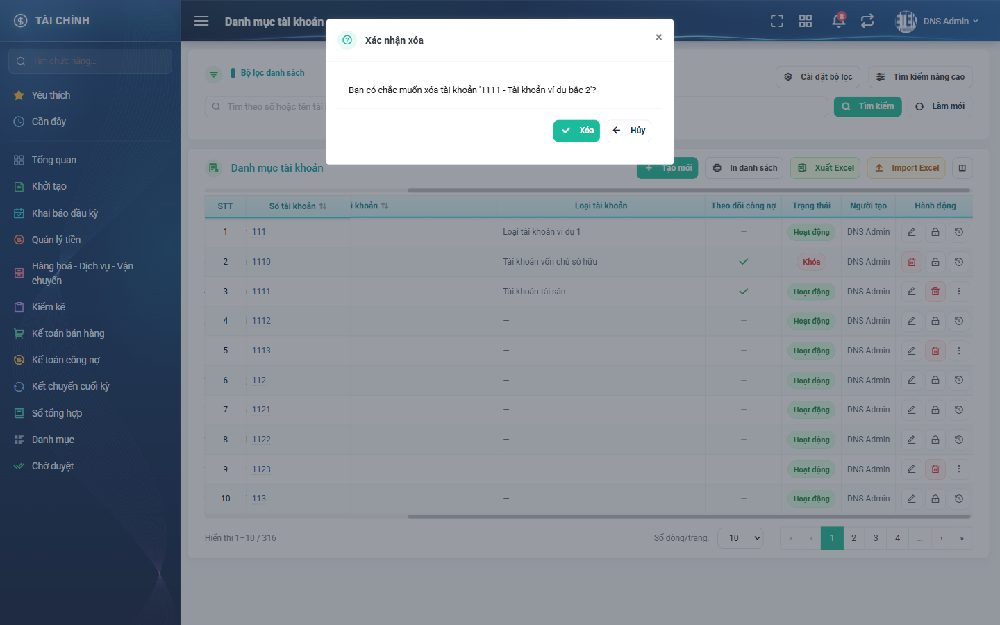 TÀI CHÍNH
Danh mục tài khoản
8
DNS Admin
Tìm chức năng...
Yêu thích
Gần đây
Tổng quan
Khởi tạo
Khai báo đầu kỳ
Quản lý tiền
Hàng hoá - Dịch vụ - Vận
chuyển
Kiểm kê
Kế toán bán hàng
Kế toán công nợ
Kết chuyển cuối kỳ
Sổ tổng hợp
Danh mục
Chờ duyệt
Xác nhận xóa
×
Bạn có chắc muốn xóa tài khoản '1111 - Tài khoản ví dụ bậc 2'?
Xóa
Hủy
Bộ lọc danh sách
Cài đặt bộ lọc
Tìm kiếm nâng cao
Tìm theo số hoặc tên tài
Tìm kiếm
Làm mới
Danh mục tài khoản
Tạo mới
In danh sách
Xuất Excel
Import Excel
STT Số tài khoản i khoản Loại tài khoản Theo dõi công nợ Trạng thái Người tạo Hành động
1 111 Loại tài khoản ví dụ 1 — Hoạt động DNS Admin
2 1110 Tài khoản vốn chủ sở hữu Khóa DNS Admin
3 1111 Tài khoản tài sản Hoạt động DNS Admin
4 1112 — — Hoạt động DNS Admin
5 1113 — — Hoạt động DNS Admin
6 112 — — Hoạt động DNS Admin
7 1121 — — Hoạt động DNS Admin
8 1122 — — Hoạt động DNS Admin
9 1123 — — Hoạt động DNS Admin
10 113 — — Hoạt động DNS Admin
Hiển thị 1–10 / 316
Số dòng/trang: 10
« ‹ 1 2 3 4 ... › »